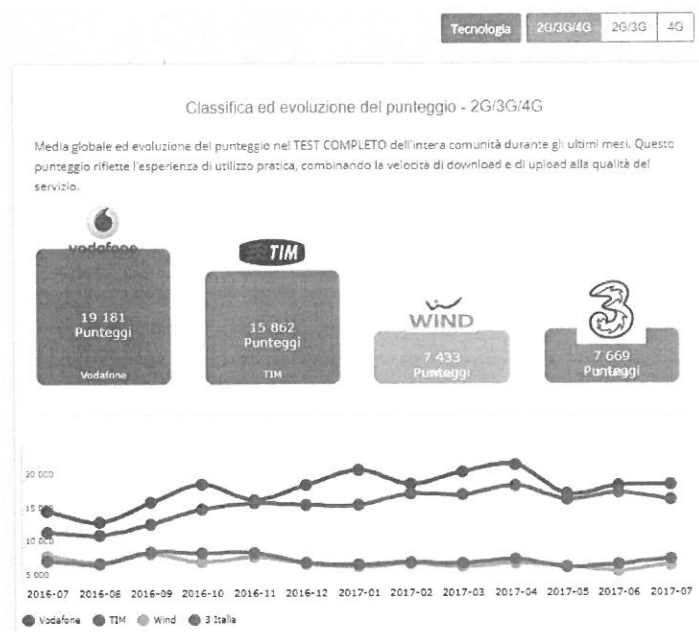 Tecnologia 2G/3G/4G 2G/3G 4G
Classifica ed evoluzione del punteggio - 2G/3G/4G
Media globale ed evoluzione del punteggio nel TEST COMPLETO dell'intera comunità durante gli ultimi mesi. Questo
punteggio riflette l'esperienza di utilizzo pratica, combinando la velocità di download e di upload alla qualità del
servizio.
vodafone
TIM
WIND
3
19 181
Punteggi
Vodafone
15 862
Punteggi
TIM
7 433
Punteggi
7 669
Punteggi
20 000
15 000
10 000
5 000
2016-07 2016-08 2016-09 2016-10 2016-11 2016-12 2017-01 2017-02 2017-03 2017-04 2017-05 2017-06 2017-07
Vodafone TIM Wind 3 Italia